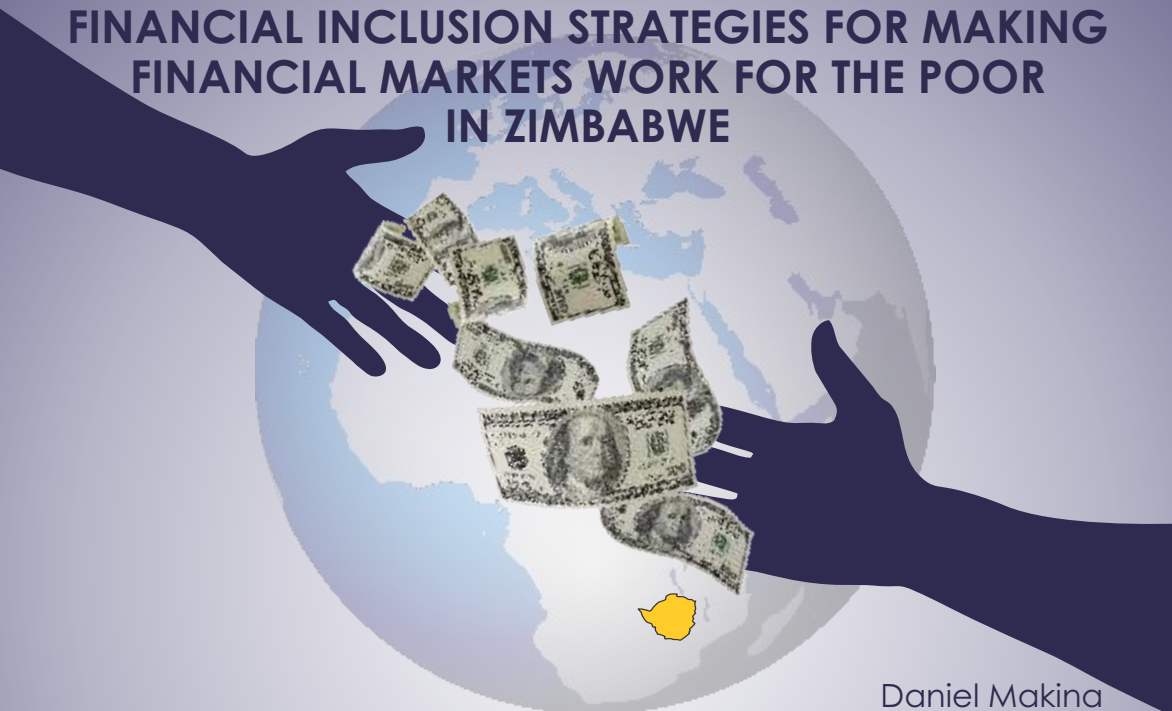 FINANCIAL INCLUSION STRATEGIES FOR MAKING
FINANCIAL MARKETS WORK FOR THE POOR
IN ZIMBABWE
Daniel Makina